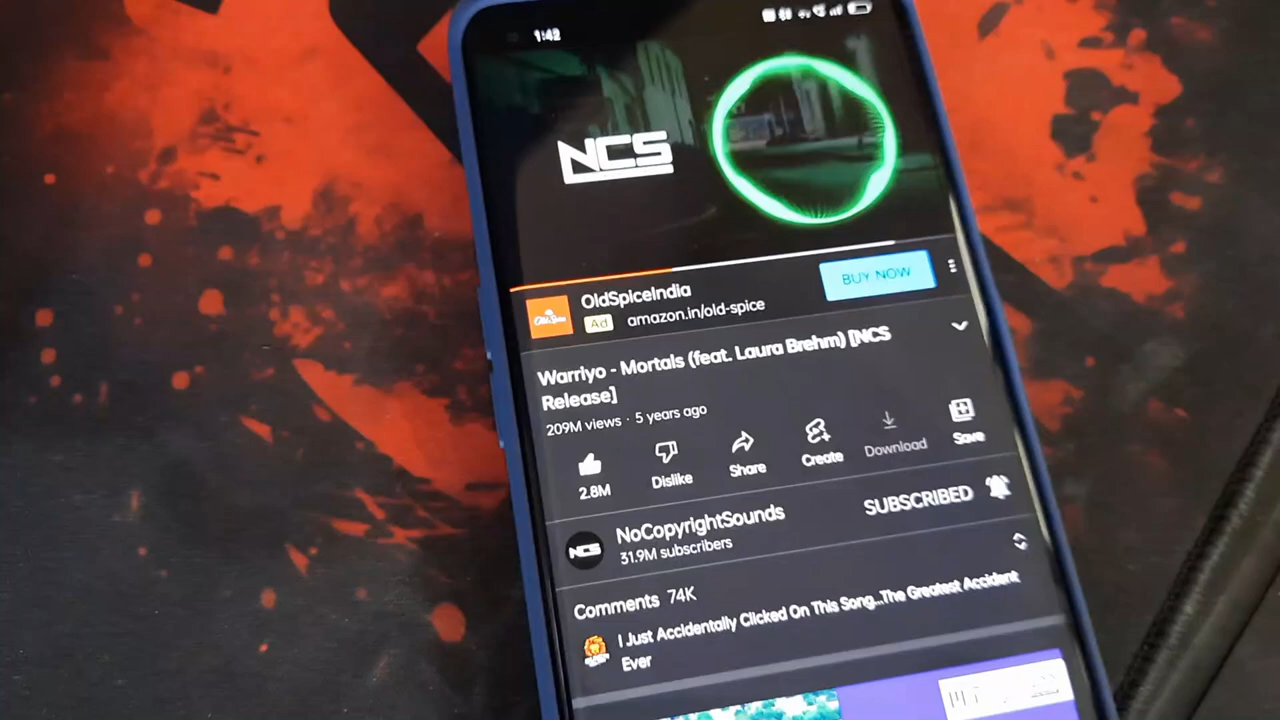 1:42
NCS
OldSpiceIndia
BUY NOW
Ad amazon.in/old-spice
Warriyo - Mortals (feat. Laura Brehm) [NCS
Release]
209M views · 5 years ago
2.8M Dislike Share Create Download Save
NoCopyrightSounds
SUBSCRIBED
31.9M subscribers
Comments 74K
I Just Accidentally Clicked On This Song...The Greatest Accident
Ever